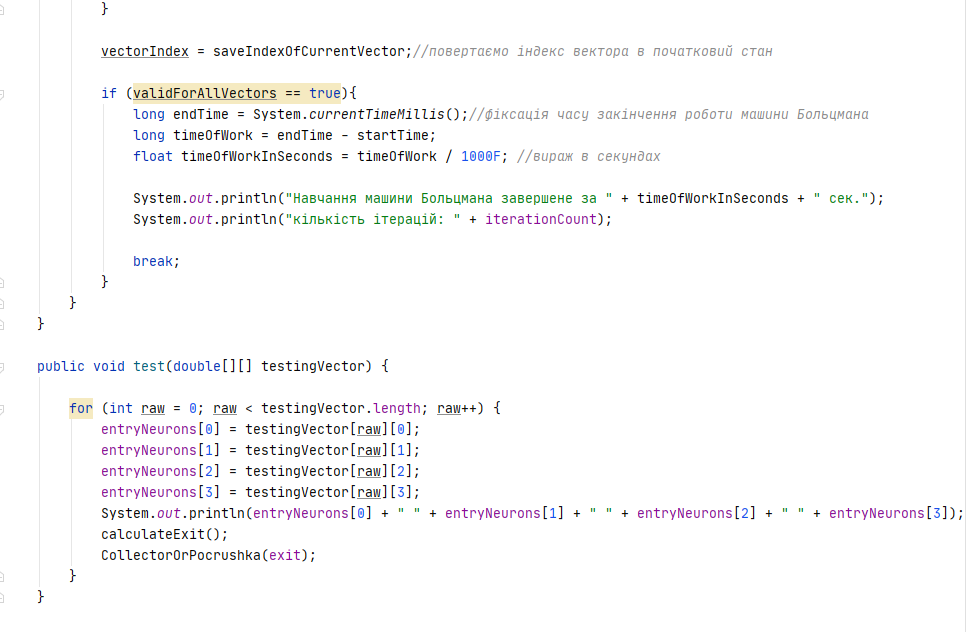 }
vectorIndex = saveIndexOfCurrentVector;//повертаємо індекс вектора в початковий стан
if (validForAllVectors == true){
long endTime = System.currentTimeMillis();//фіксація часу закінчення роботи машини Больцмана
long timeOfWork = endTime - startTime;
float timeOfWorkInSeconds = timeOfWork / 1000F; //вираж в секундах
System.out.println("Навчання машини Больцмана завершене за " + timeOfWorkInSeconds + " сек.");
System.out.println("кількість ітерацій: " + iterationCount);
break;
}
}
}
public void test(double[][] testingVector) {
for (int raw = 0; raw < testingVector.length; raw++) {
entryNeurons[0] = testingVector[raw][0];
entryNeurons[1] = testingVector[raw][1];
entryNeurons[2] = testingVector[raw][2];
entryNeurons[3] = testingVector[raw][3];
System.out.println(entryNeurons[0] + " " + entryNeurons[1] + " " + entryNeurons[2] + " " + entryNeurons[3]);
calculateExit();
CollectorOrPocrushka(exit);
}
}